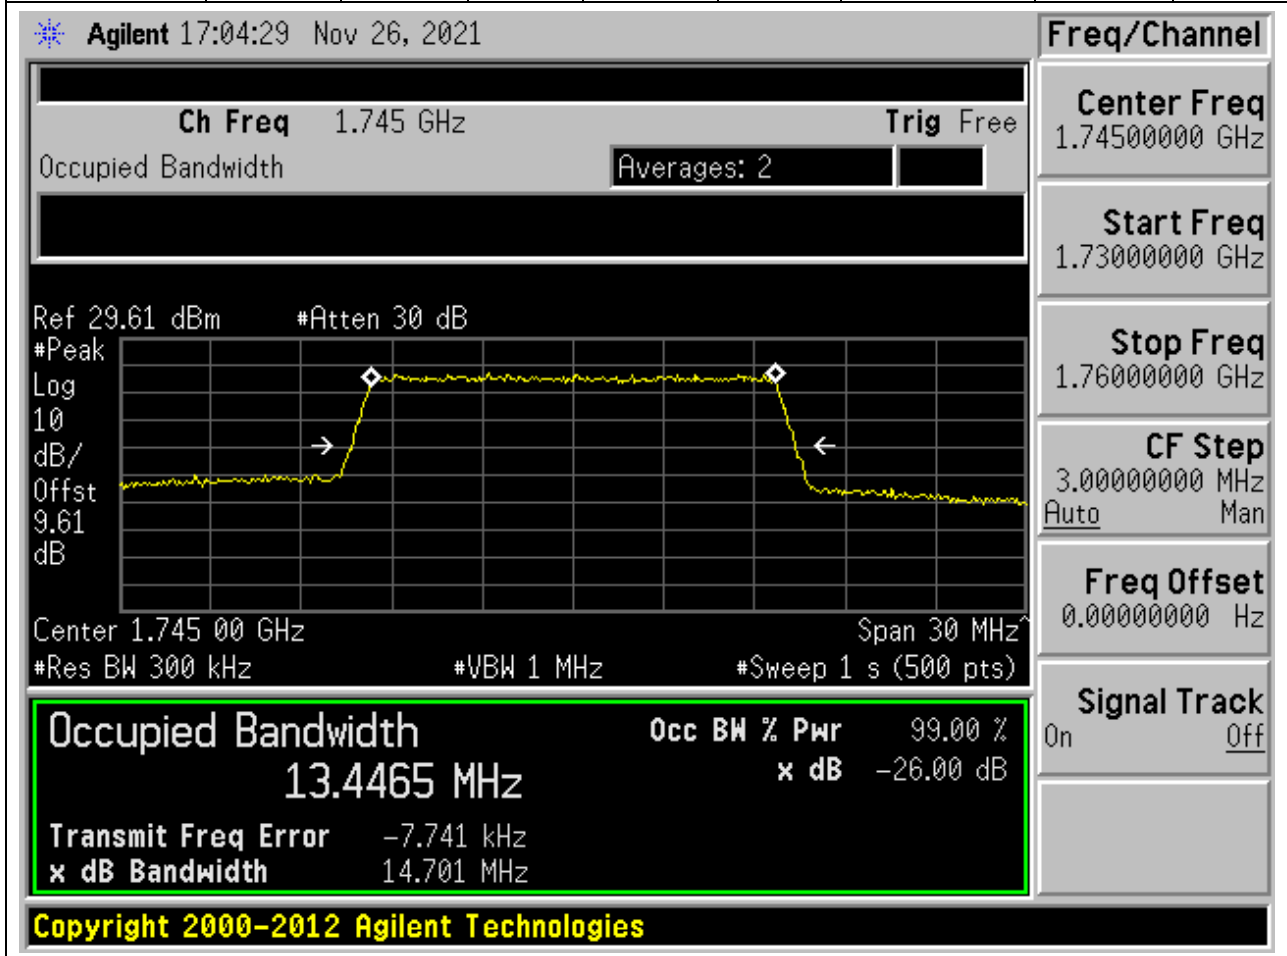 Agilent 17:04:29 Nov 26, 2021
Freq/Channel
Ch Freq 1.745 GHz Trig Free
Occupied Bandwidth Averages: 2
Center Freq
1.74500000 GHz
Start Freq
1.73000000 GHz
Stop Freq
1.76000000 GHz
CF Step
3.00000000 MHz
Auto Man
Freq Offset
0.00000000 Hz
Signal Track
On Off
Ref 29.61 dBm #Atten 30 dB
#Peak
Log
10
dB/
Offst
9.61
dB
Center 1.745 00 GHz Span 30 MHz^
#Res BW 300 kHz #VBW 1 MHz #Sweep 1 s (500 pts)
Occupied Bandwidth Occ BW % Pwr 99.00 %
13.4465 MHz x dB -26.00 dB
Transmit Freq Error -7.741 kHz
x dB Bandwidth 14.701 MHz
Copyright 2000-2012 Agilent Technologies